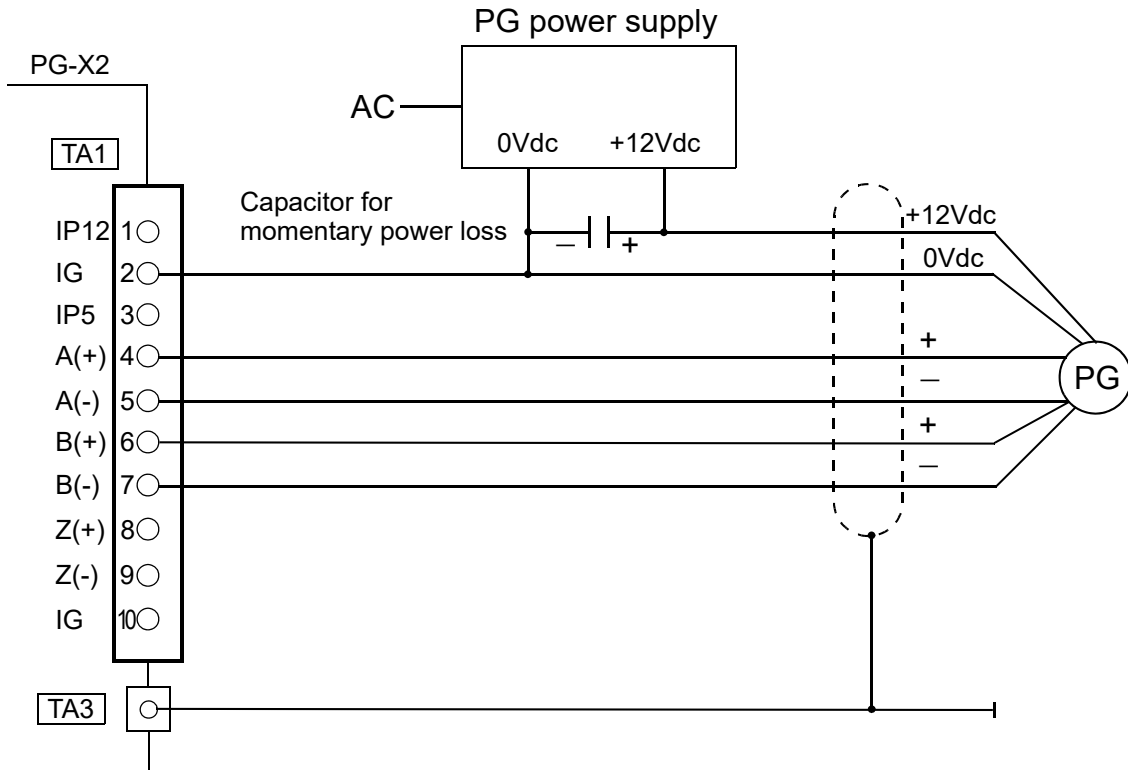 PG power supply
PG-X2
AC
0Vdc +12Vdc
TA1
Capacitor for
momentary power loss
− +
+12Vdc
0Vdc
IP12 1
IG 2
IP5 3
A(+) 4
+
A(-) 5
−
B(+) 6
+
B(-) 7
−
PG
Z(+) 8
Z(-) 9
IG 10
TA3